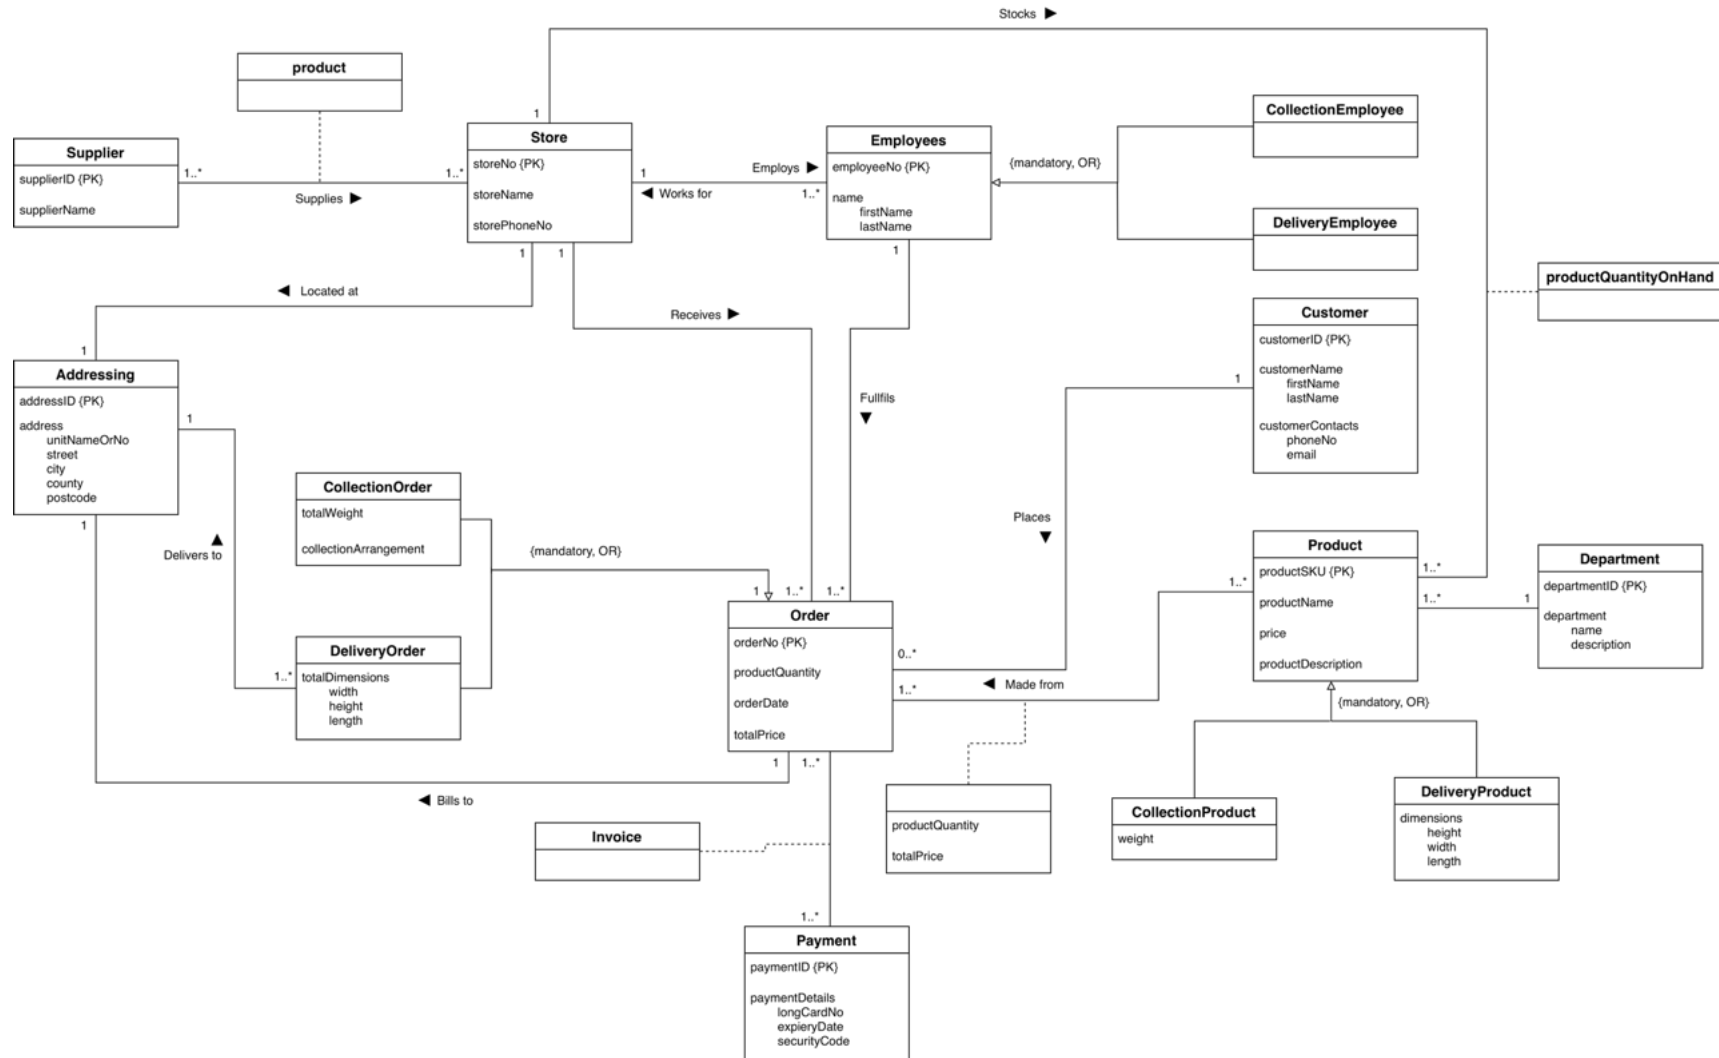 Stocks ►
product
Supplier
supplierID {PK}
supplierName
1..*
Supplies ►
1..*
1
Store
storeNo {PK}
storeName
storePhoneNo
1
Employs ►
◄ Works for
1..*
Employees
employeeNo {PK}
name
firstName
lastName
{mandatory, OR}
CollectionEmployee
DeliveryEmployee
productQuantityOnHand
1
1
1
◄ Located at
Receives ►
Fullfils
▼
1
Addressing
addressID {PK}
address
unitNameOrNo
street
city
county
postcode
1
1
Delivers to
▲
Customer
customerID {PK}
customerName
firstName
lastName
customerContacts
phoneNo
email
1
Places
▼
CollectionOrder
totalWeight
collectionArrangement
{mandatory, OR}
DeliveryOrder
totalDimensions
width
height
length
1..*
1
1..*
1..*
Order
orderNo {PK}
productQuantity
orderDate
totalPrice
0..*
1..*
◄ Made from
1..*
Product
productSKU {PK}
productName
price
productDescription
1..*
1..*
1
Department
departmentID {PK}
department
name
description
{mandatory, OR}
CollectionProduct
weight
DeliveryProduct
dimensions
height
width
length
1
1..*
◄ Bills to
Invoice
productQuantity
totalPrice
1..*
Payment
paymentID {PK}
paymentDetails
longCardNo
expieryDate
securityCode